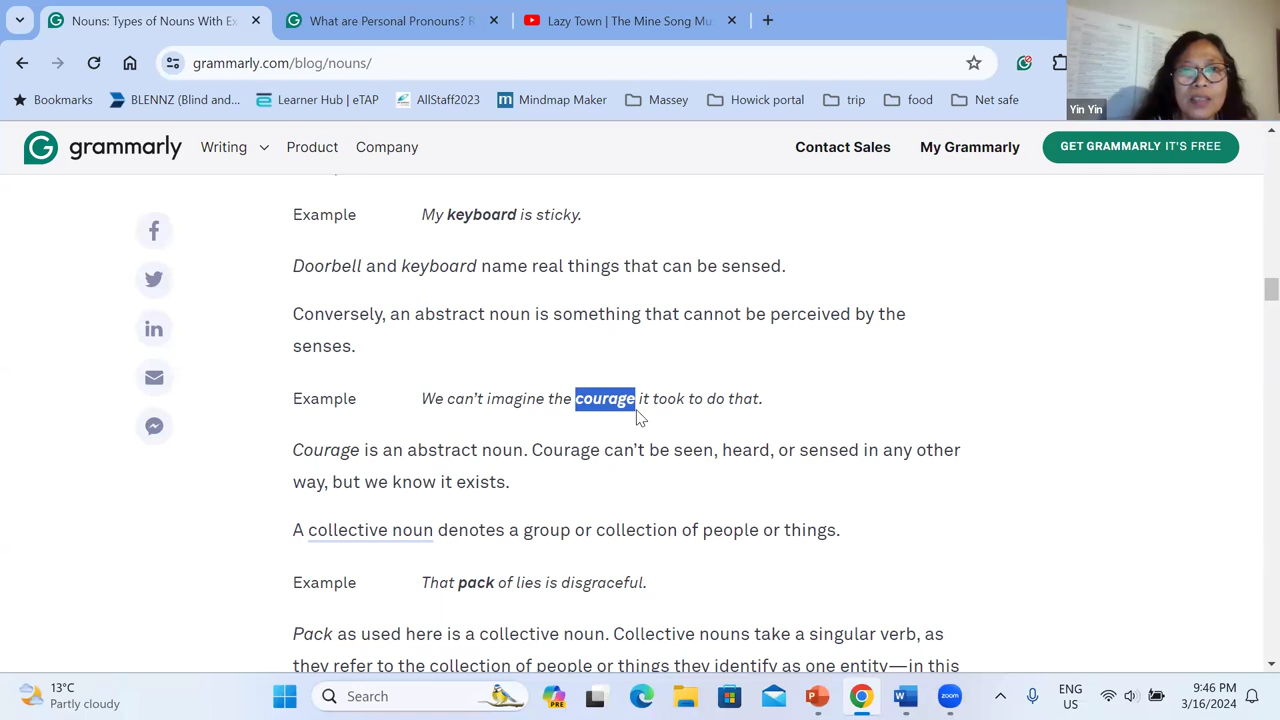 Nouns: Types of Nouns With Ex
What are Personal Pronouns? R
Lazy Town | The Mine Song Mu
grammarly.com/blog/nouns/
Bookmarks
BLENNZ (Blind and...
Learner Hub | eTAP
AllStaff2023
Mindmap Maker
Massey
Howick portal
trip
food
Net safe
Yin Yin
grammarly
Writing
Product
Company
Contact Sales
My Grammarly
GET GRAMMARLY IT'S FREE
Example My keyboard is sticky.
Doorbell and keyboard name real things that can be sensed.
Conversely, an abstract noun is something that cannot be perceived by the
senses.
Example We can't imagine the courage it took to do that.
Courage is an abstract noun. Courage can't be seen, heard, or sensed in any other
way, but we know it exists.
A collective noun denotes a group or collection of people or things.
Example That pack of lies is disgraceful.
Pack as used here is a collective noun. Collective nouns take a singular verb, as
they refer to the collection of people or things they identify as one entity—in this
13°C
Partly cloudy
Search
PRE
ENG
US
9:46 PM
3/16/2024